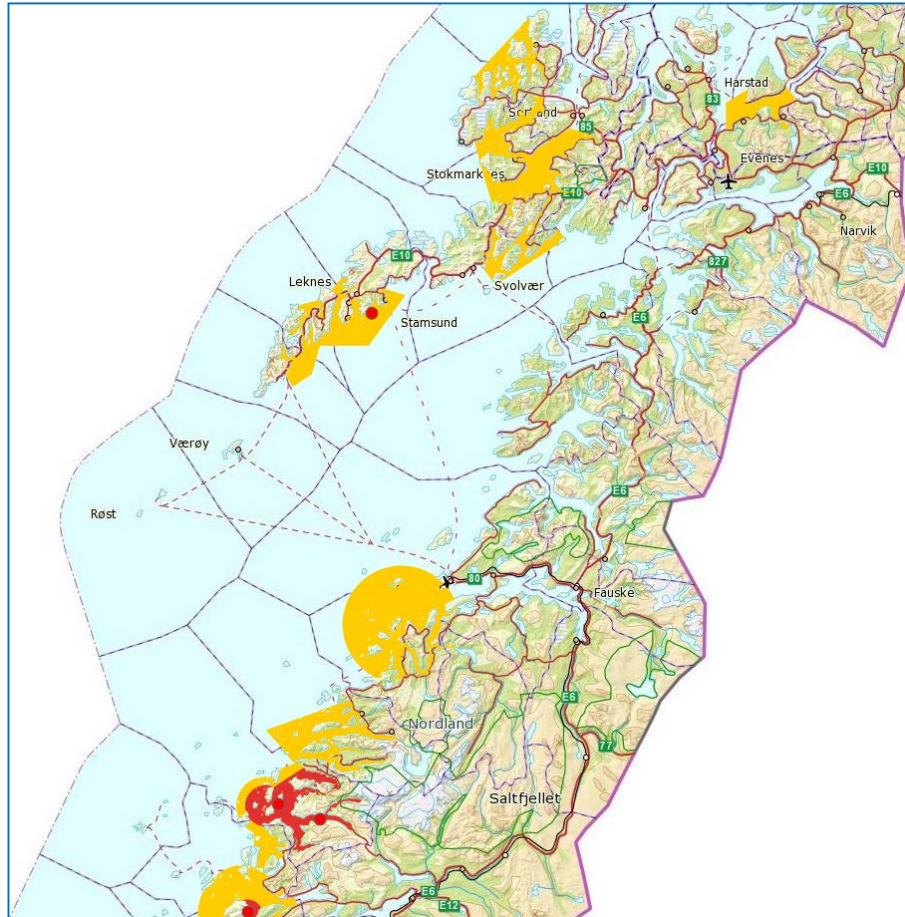 Harstad
83
Sortland
85
Evenes
Stokmarknes
E10
E10
E6
Narvik
E10
827
Leknes
Svolvær
Stamsund
E6
Værøy
E6
Røst
80
Fauske
E6
Nordland
77
Saltfjellet
E6
E12